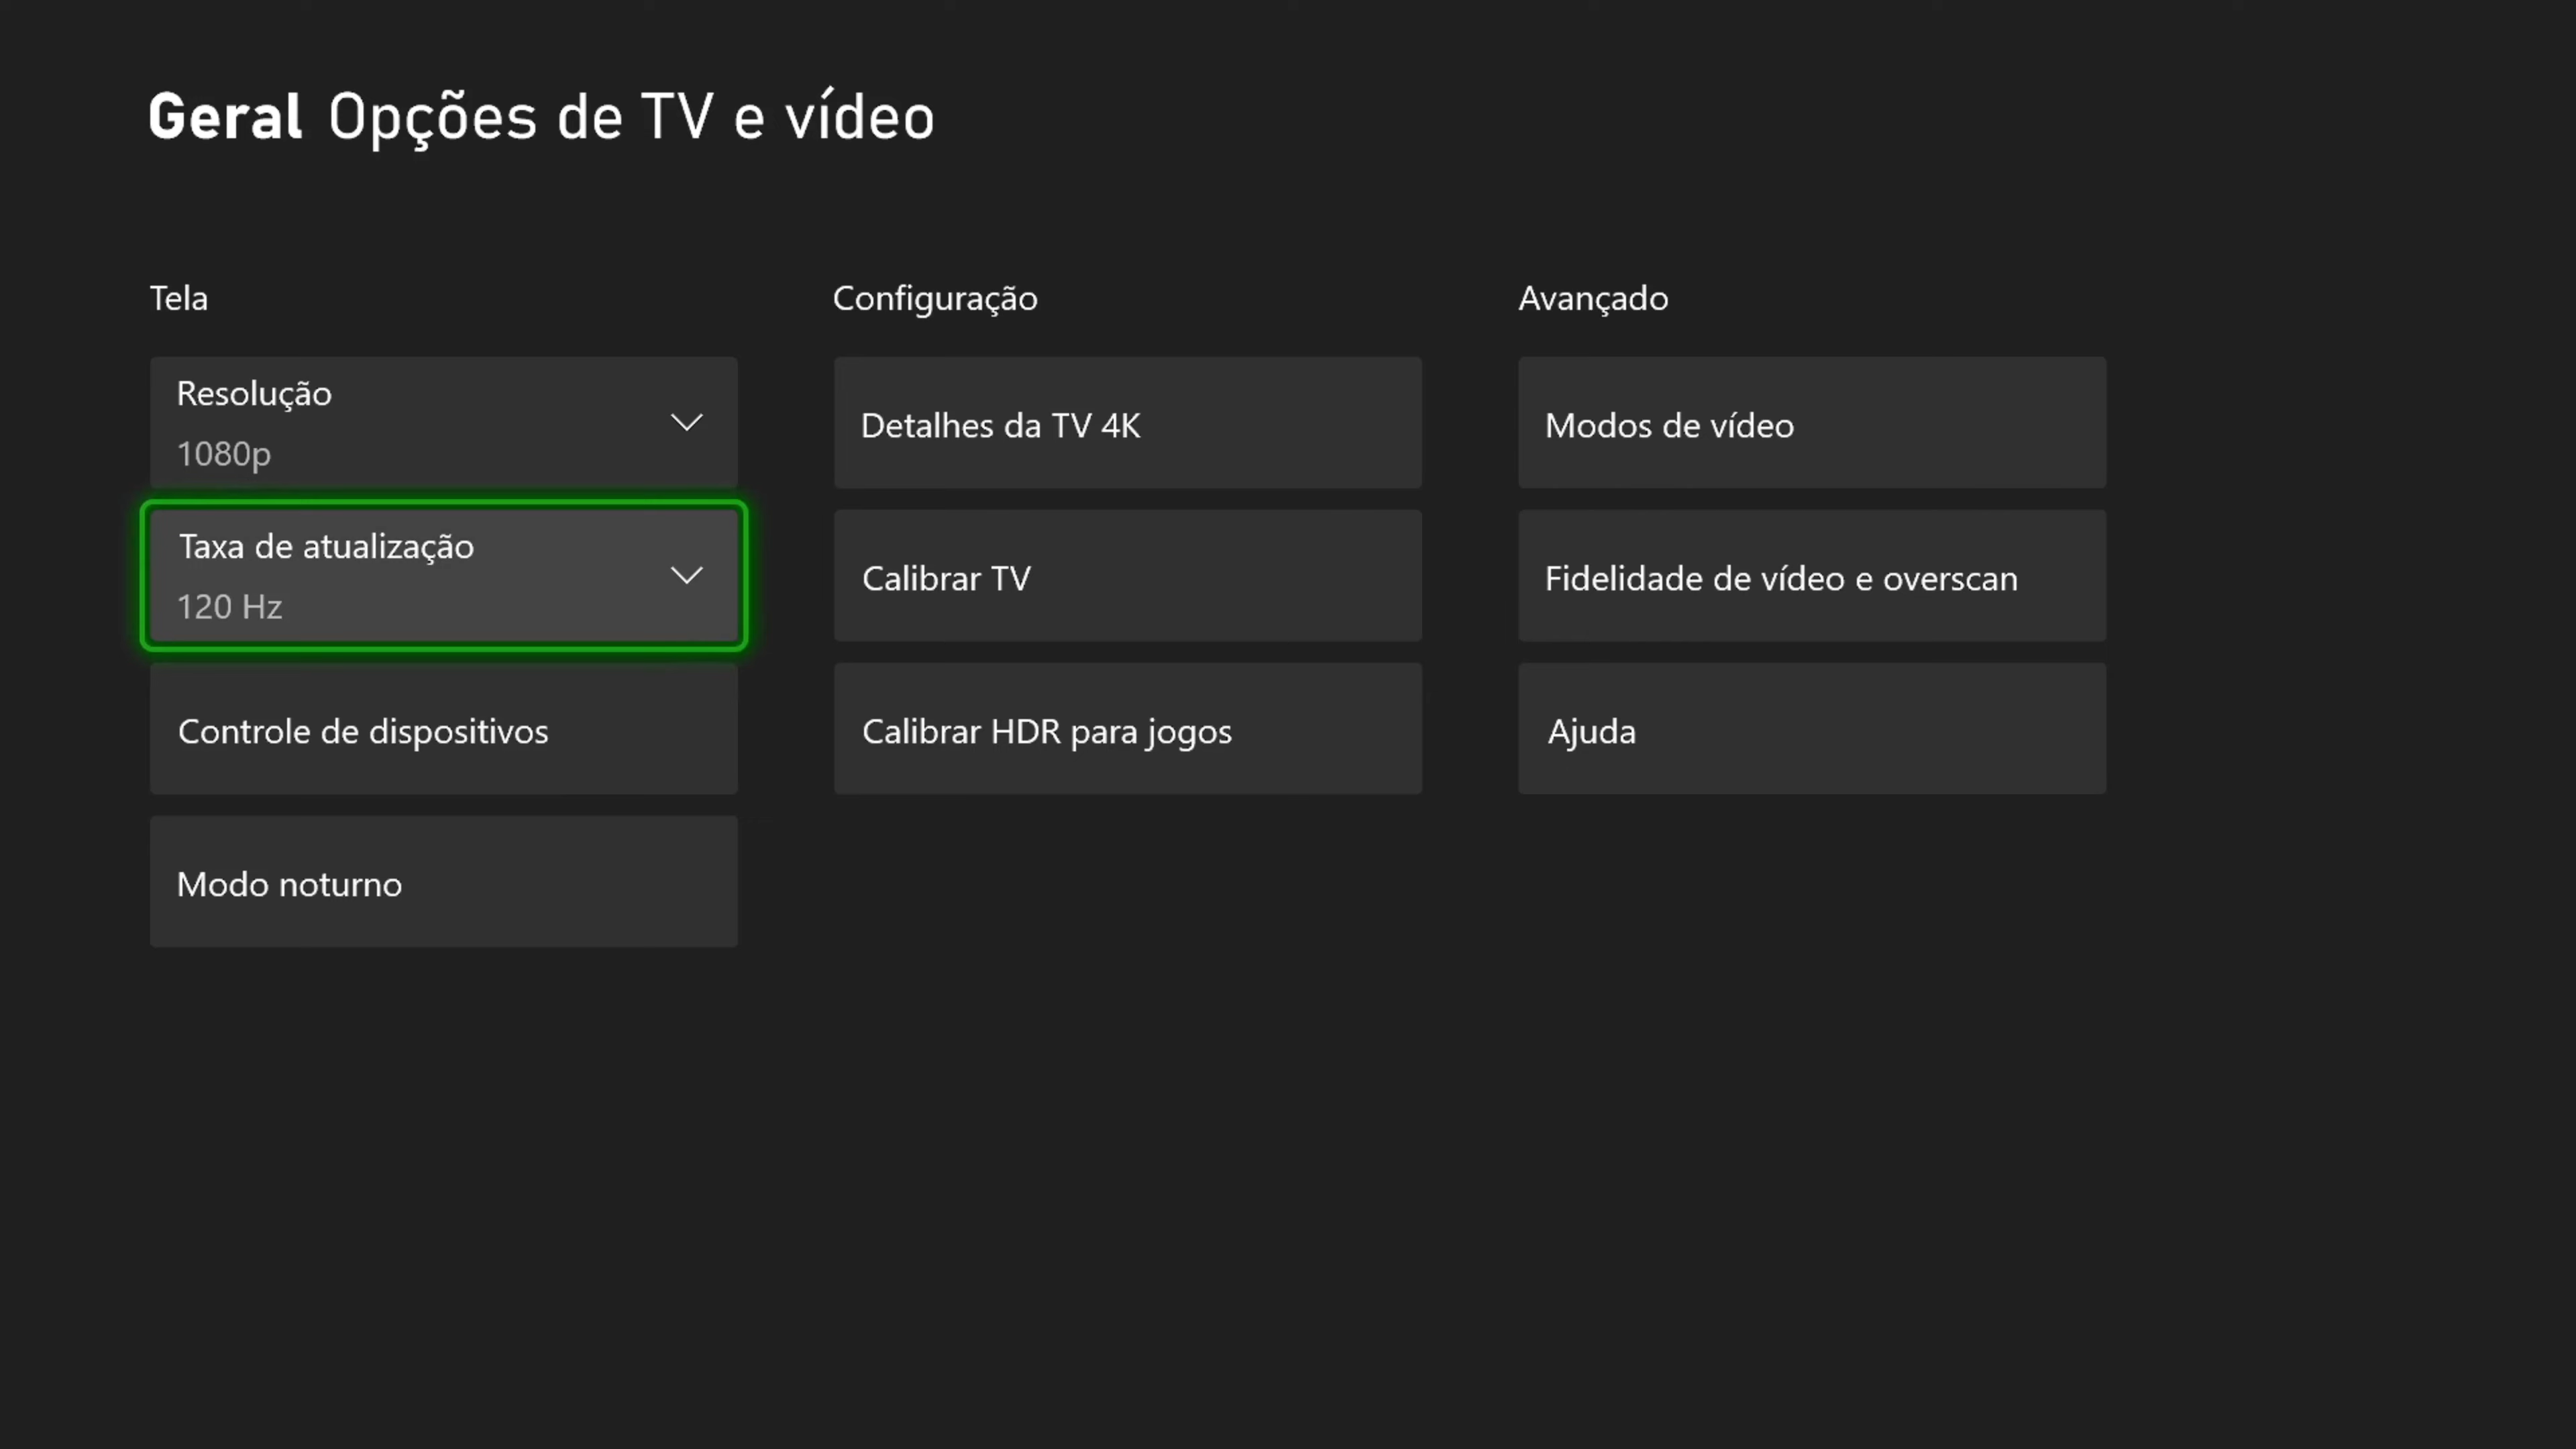 Geral Opções de TV e vídeo
Tela
Resolução
1080p
Taxa de atualização
120 Hz
Controle de dispositivos
Modo noturno
Configuração
Detalhes da TV 4K
Calibrar TV
Calibrar HDR para jogos
Avançado
Modos de vídeo
Fidelidade de vídeo e overscan
Ajuda